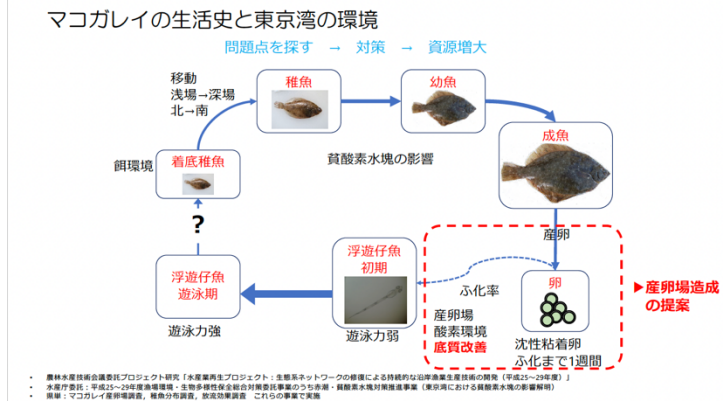 マコガレイの生活史と東京湾の環境
問題点を探す → 対策 → 資源増大
移動
浅場→深場
北→南
稚魚
幼魚
成魚
餌環境
着底稚魚
貧酸素水塊の影響
?
産卵
浮遊仔魚
遊泳期
遊泳力強
浮遊仔魚
初期
遊泳力弱
ふ化率
卵
産卵場
酸素環境
底質改善
沈性粘着卵
ふ化まで1週間
▶産卵場造成
の提案
• 農林水産技術会議委託プロジェクト研究「水産業再生プロジェクト:生態系ネットワークの修復による持続的な沿岸漁業生産技術の開発(平成25~29年度)」
• 水産庁委託:平成25~29年度漁場環境・生物多様性保全総合対策委託事業のうち赤潮・貧酸素水塊対策推進事業(東京湾における貧酸素水塊の影響解明)
• 県単:マコガレイ産卵場調査,稚魚分布調査,放流効果調査 これらの事業で実施